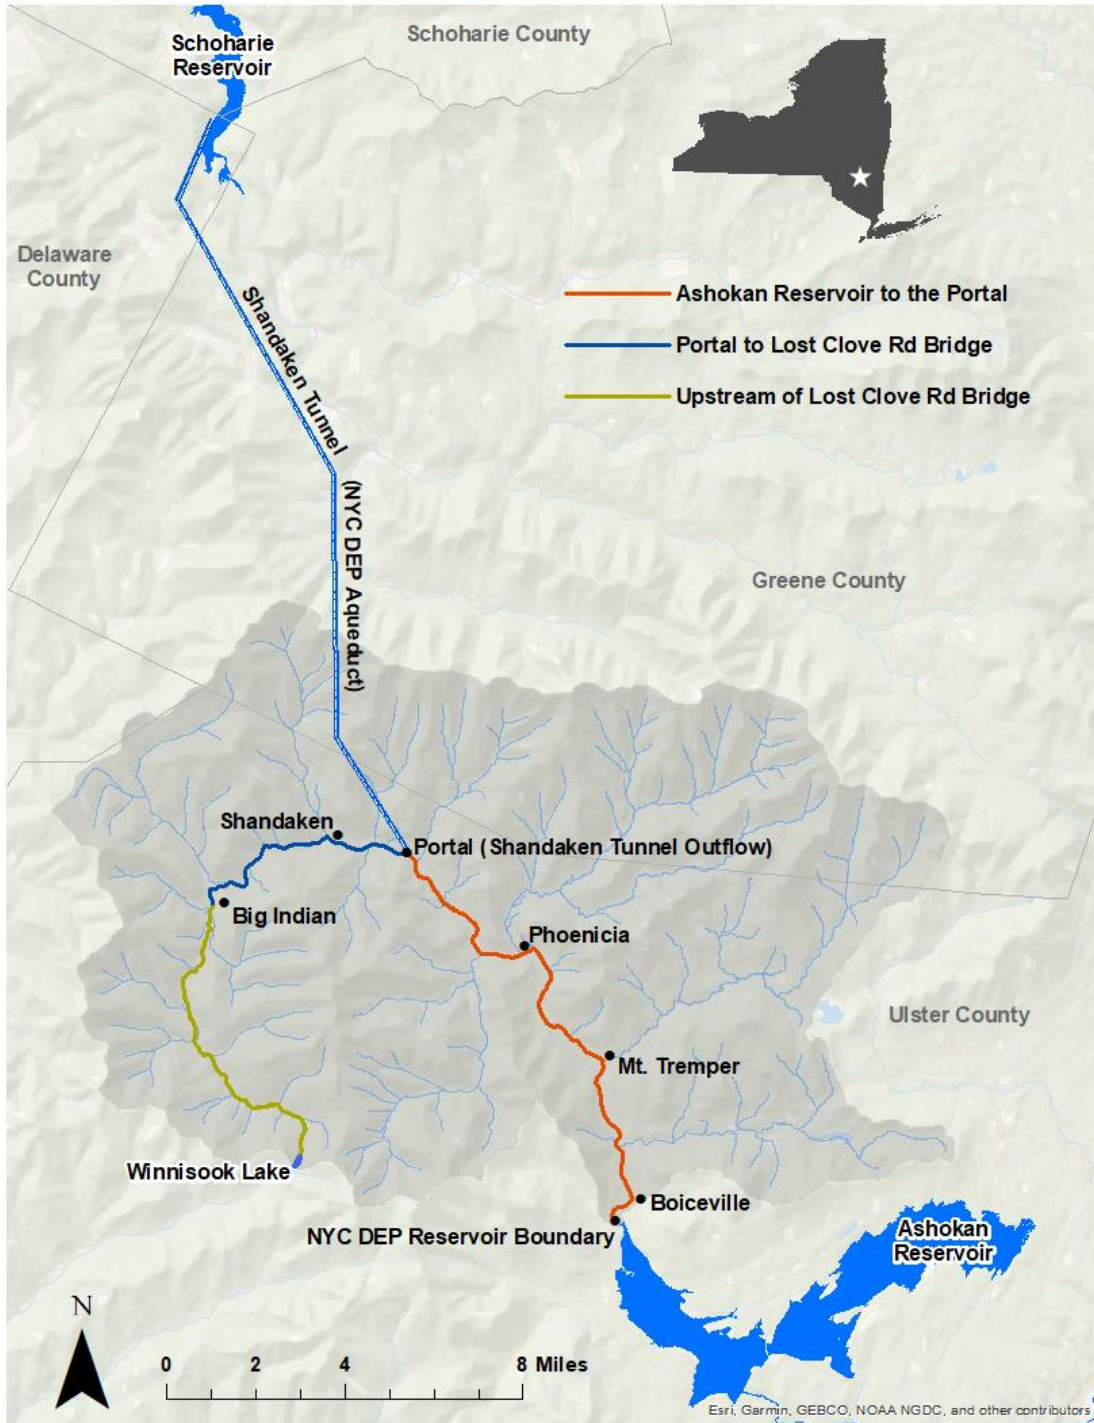 Schoharie County
Schoharie
Reservoir
Delaware
County
Ashokan Reservoir to the Portal
Portal to Lost Clove Rd Bridge
Upstream of Lost Clove Rd Bridge
Shandaken Tunnel
(NYC DEP Aqueduct)
Greene County
Shandaken
Portal (Shandaken Tunnel Outflow)
Big Indian
Phoenicia
Ulster County
Mt. Tremper
Winnisook Lake
Boiceville
NYC DEP Reservoir Boundary
Ashokan
Reservoir
N
0 2 4 8 Miles
Esri, Garmin, GEBCO, NOAA NGDC, and other contributors